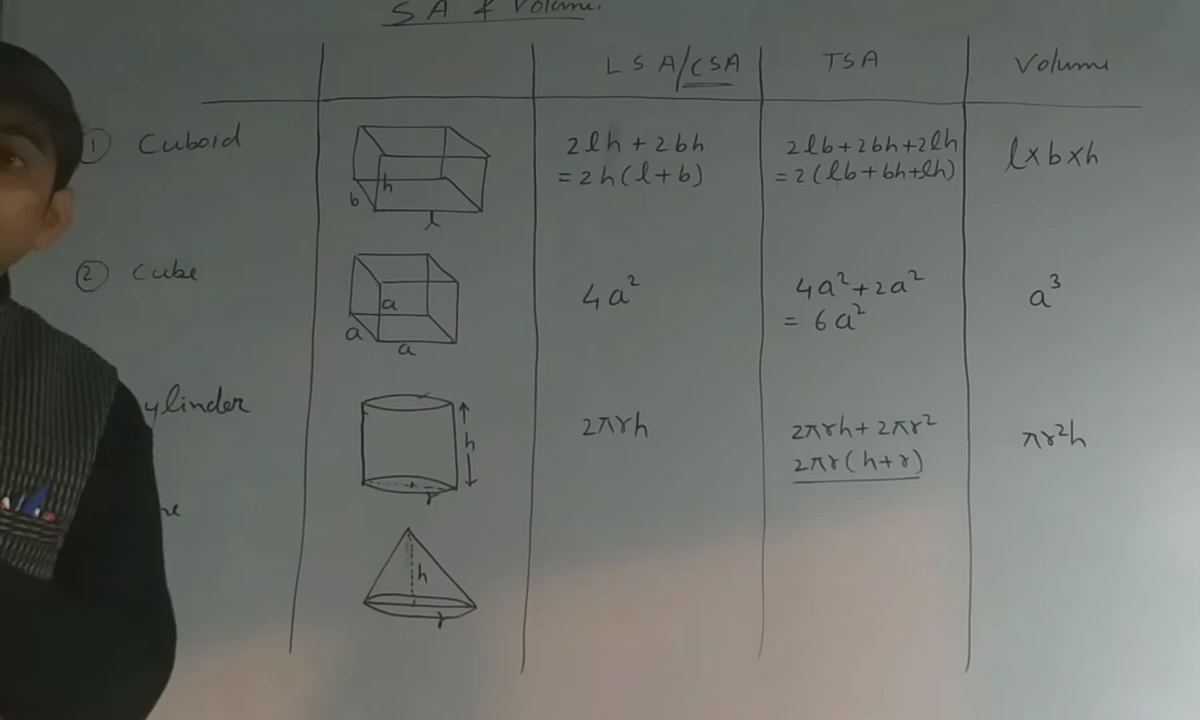 SA & Volume.
LSA/CSA TSA Volume
① Cuboid
b h l
2lh + 2bh
= 2h(l+b)
2lb+2bh+2lh
= 2(lb+bh+lh)
l×b×h
② Cube
a a a
4a²
4a²+2a²
= 6a²
a³
ylinder
h r
2πrh
2πrh + 2πr²
2πr(h+r)
πr²h
h r